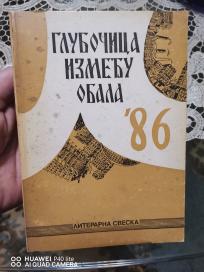 ГЛУБОЧИЦА
ИЗМЕЂУ
ОБАЛА
'86
ЛИТЕРАРНА СВЕСКА
HUAWEI P40 lite
AI QUAD CAMERA